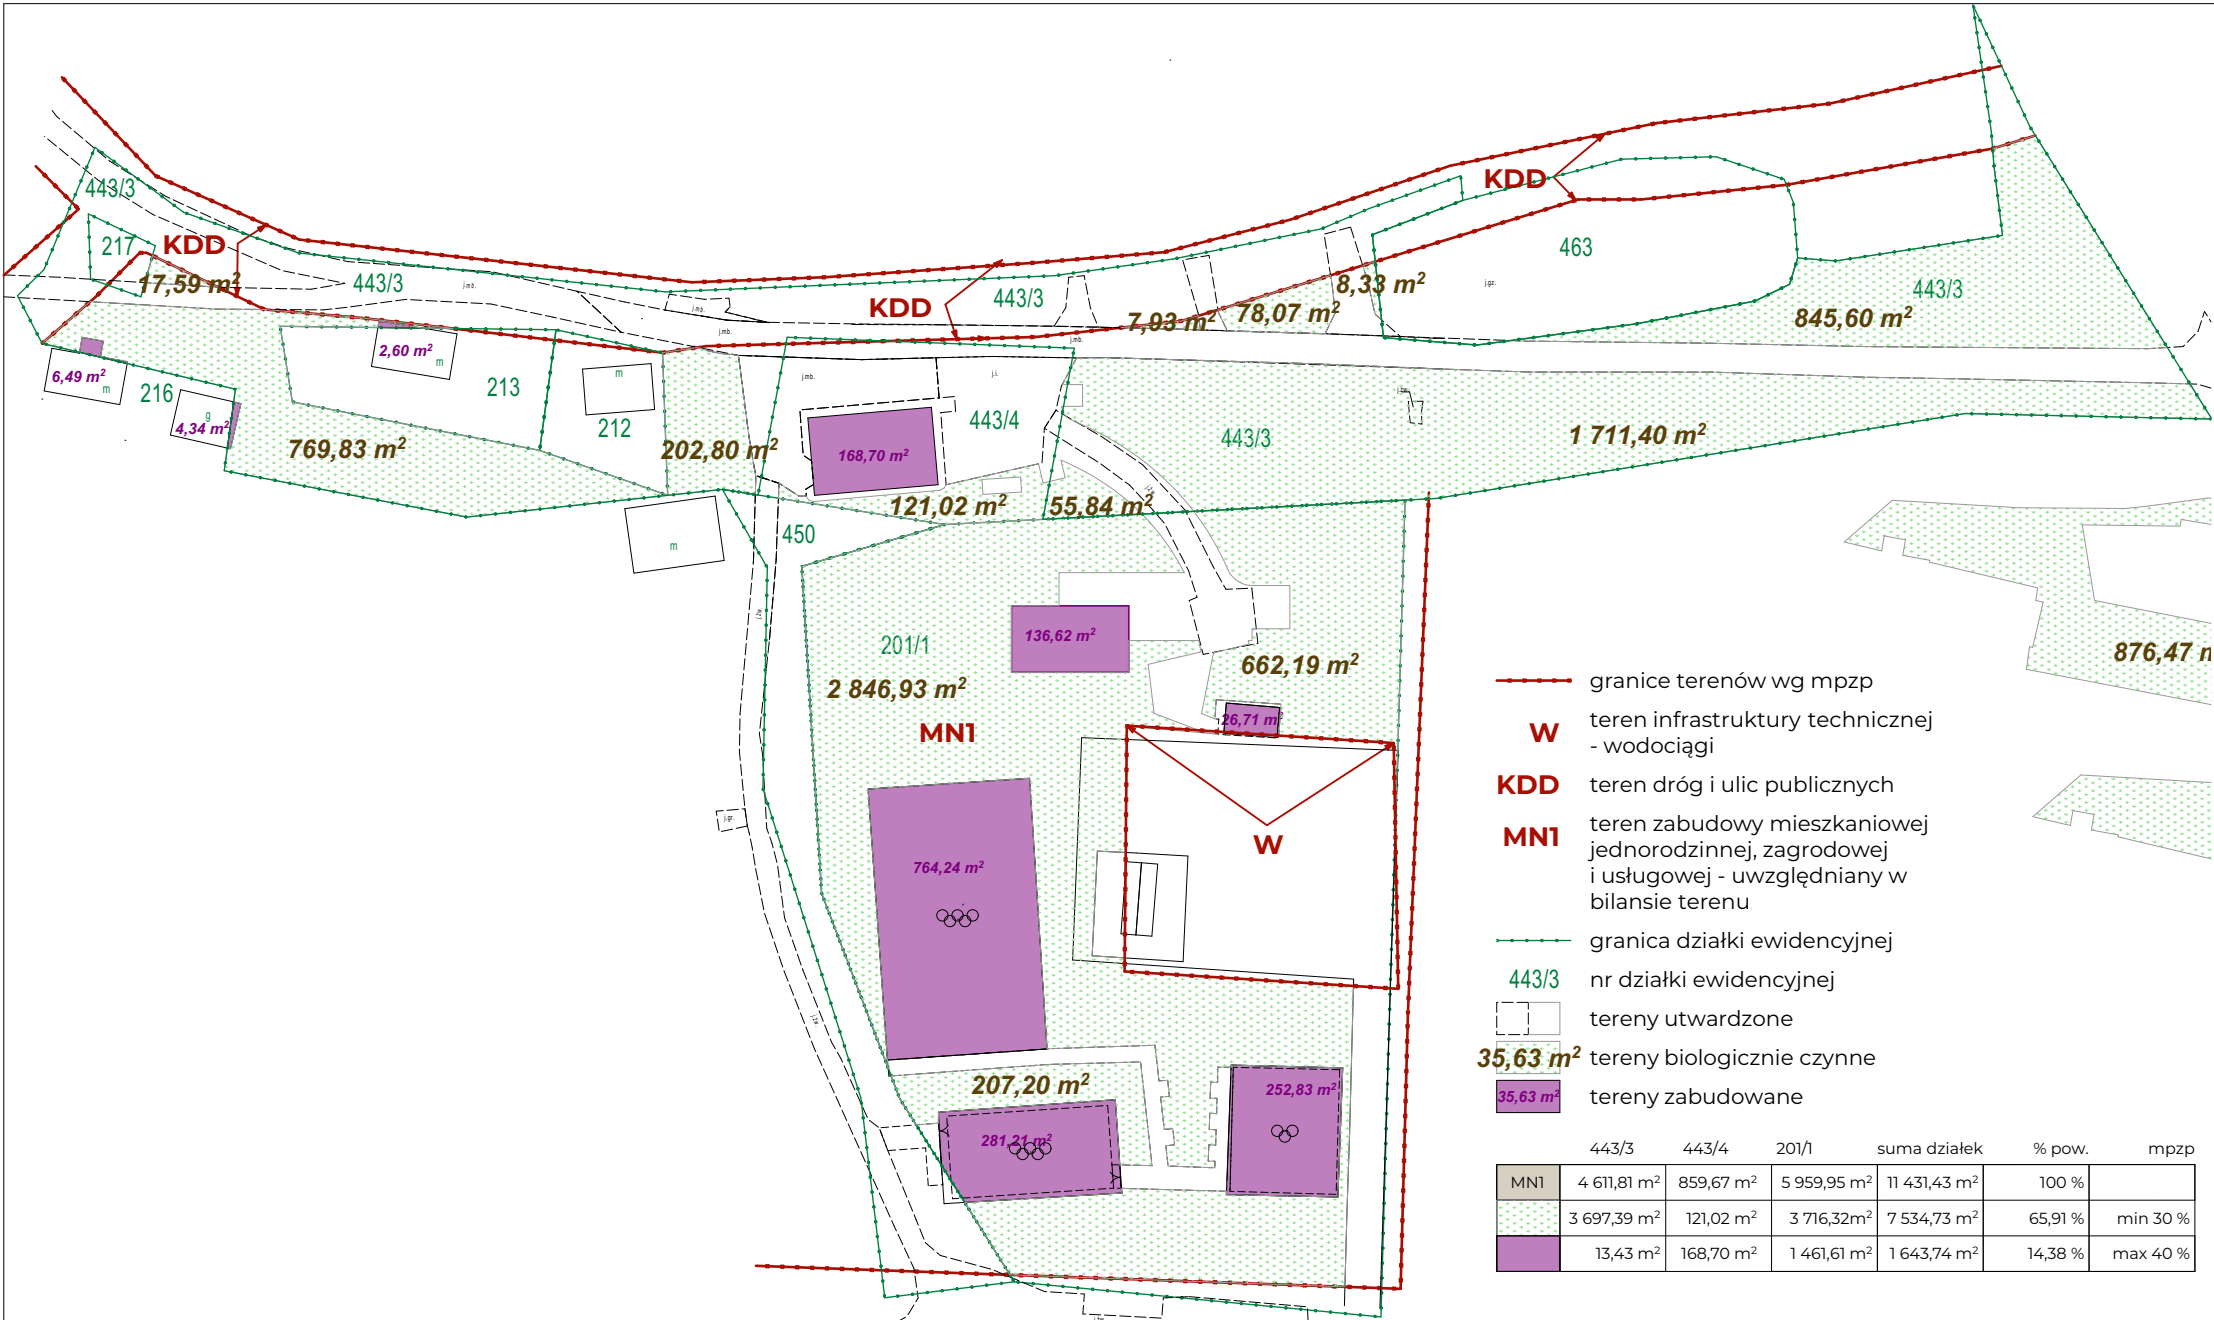 443/3
217
KDD
17,59 m²
443/3
j.mb.
j.mb.
j.mb.
KDD
443/3
7,93 m²
78,07 m²
8,33 m²
KDD
463
j.gz.
443/3
845,60 m²
6,49 m²
m
216
g
4,34 m²
2,60 m²
m
213
m
212
769,83 m²
202,80 m²
j.mb.
j.i.
j.mb.
443/4
168,70 m²
121,02 m²
55,84 m²
443/3
1 711,40 m²
m
450
201/1
136,62 m²
2 846,93 m²
662,19 m²
MN1
26,71 m²
876,47
W
764,24 m²
j.gr.
207,20 m²
281,21 m²
252,83 m²
granice terenów wg mpzp
W teren infrastruktury technicznej
- wodociągi
KDD teren dróg i ulic publicznych
MN1 teren zabudowy mieszkaniowej
jednorodzinnej, zagrodowej
i usługowej - uwzględniany w
bilansie terenu
granica działki ewidencyjnej
443/3 nr działki ewidencyjnej
tereny utwardzone
35,63 m² tereny biologicznie czynne
35,63 m² tereny zabudowane
443/3 443/4 201/1 suma działek % pow. mpzp
MN1 4 611,81 m² 859,67 m² 5 959,95 m² 11 431,43 m² 100 %
3 697,39 m² 121,02 m² 3 716,32m² 7 534,73 m² 65,91 % min 30 %
13,43 m² 168,70 m² 1 461,61 m² 1 643,74 m² 14,38 % max 40 %